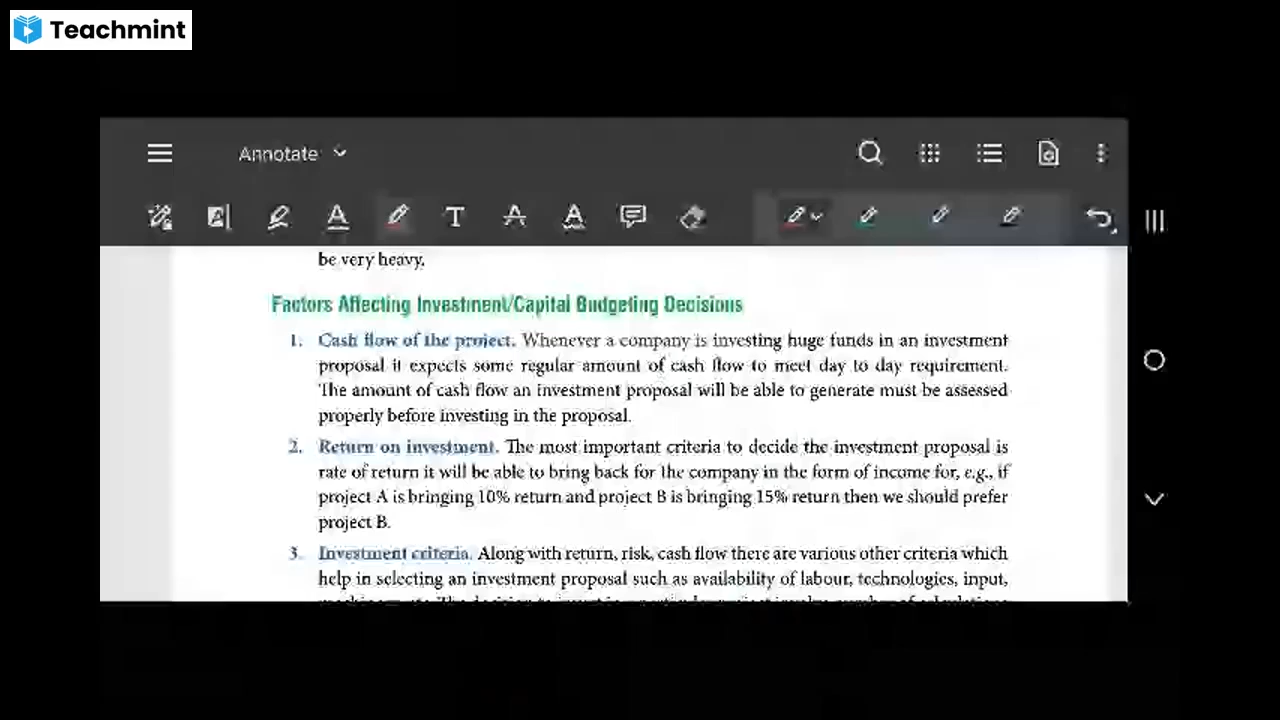 Teachmint
Annotate
be very heavy.
Factors Affecting Investment/Capital Budgeting Decisions
1. Cash flow of the project. Whenever a company is investing huge funds in an investment
proposal it expects some regular amount of cash flow to meet day to day requirement.
The amount of cash flow an investment proposal will be able to generate must be assessed
properly before investing in the proposal.
2. Return on investment. The most important criteria to decide the investment proposal is
rate of return it will be able to bring back for the company in the form of income for, e.g., if
project A is bringing 10% return and project B is bringing 15% return then we should prefer
project B.
3. Investment criteria. Along with return, risk, cash flow there are various other criteria which
help in selecting an investment proposal such as availability of labour, technologies, input,